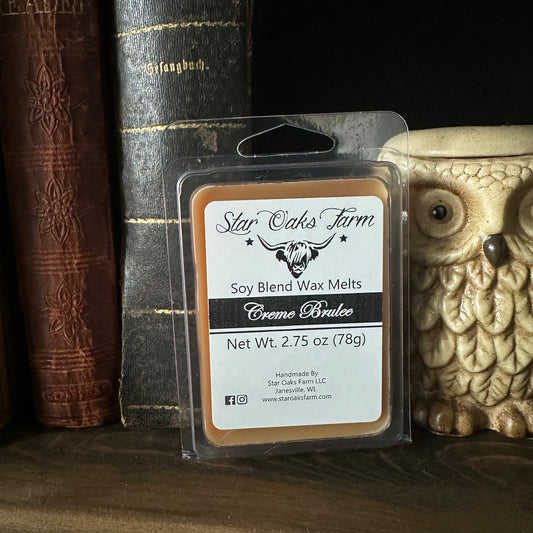 READER
Gesangbuch.
Star Oaks Farm
Soy Blend Wax Melts
Creme Brulee
Net Wt. 2.75 oz (78g)
Handmade By
Star Oaks Farm LLC
Janesville, WI.
www.staroaksfarm.com